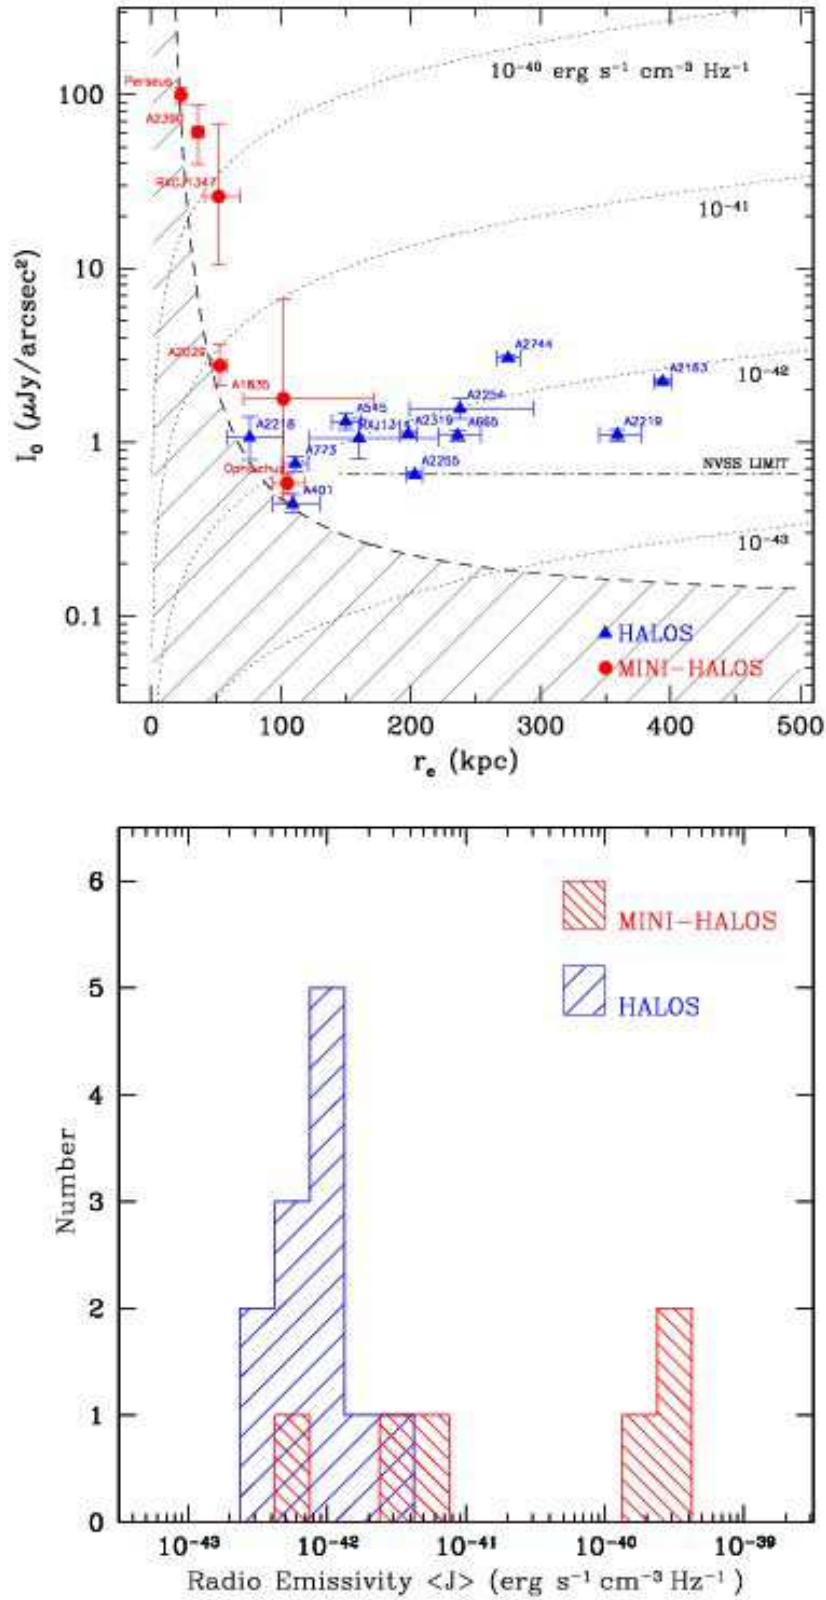 10⁻⁴⁰ erg s⁻¹ cm⁻³ Hz⁻¹
Perseus
100
A2390
RXCJ1347
10⁻⁴¹
10
A2744
A2029
A2163
10⁻⁴²
A1835
A2254
A545
A2218
A2319
A665
A2219
1
A773
A2255
NVSS LIMIT
Ophiuchus
A401
10⁻⁴³
0.1
HALOS
MINI-HALOS
0 100 200 300 400 500
rₑ (kpc)
I₀ (μJy/arcsec²)
6
MINI-HALOS
5
HALOS
4
3
2
1
0
Number
10⁻⁴³ 10⁻⁴² 10⁻⁴¹ 10⁻⁴⁰ 10⁻³⁹
Radio Emissivity <J> (erg s⁻¹ cm⁻³ Hz⁻¹)